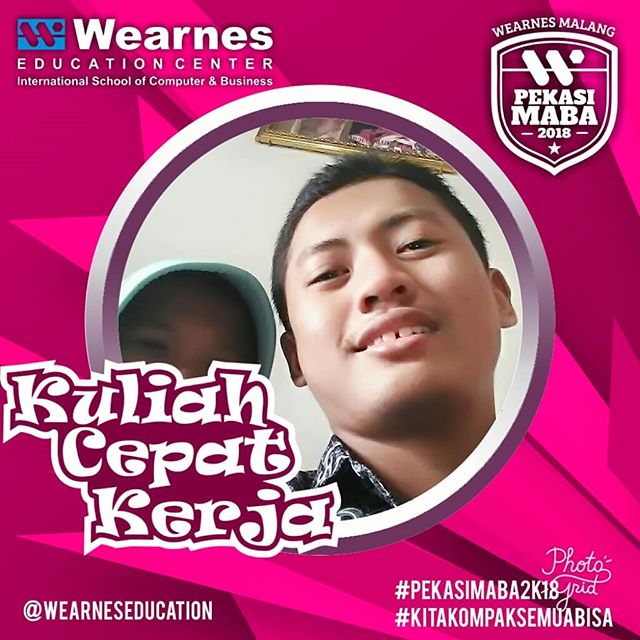 Wearnes
EDUCATION CENTER
International School of Computer & Business
WEARNES MALANG
PEKASI
MABA
2018
Kuliah
Cepat
Kerja
Photo
Grid
@WEARNESEDUCATION
#PEKASIMABA2K18
#KITAKOMPAKSEMUABISA